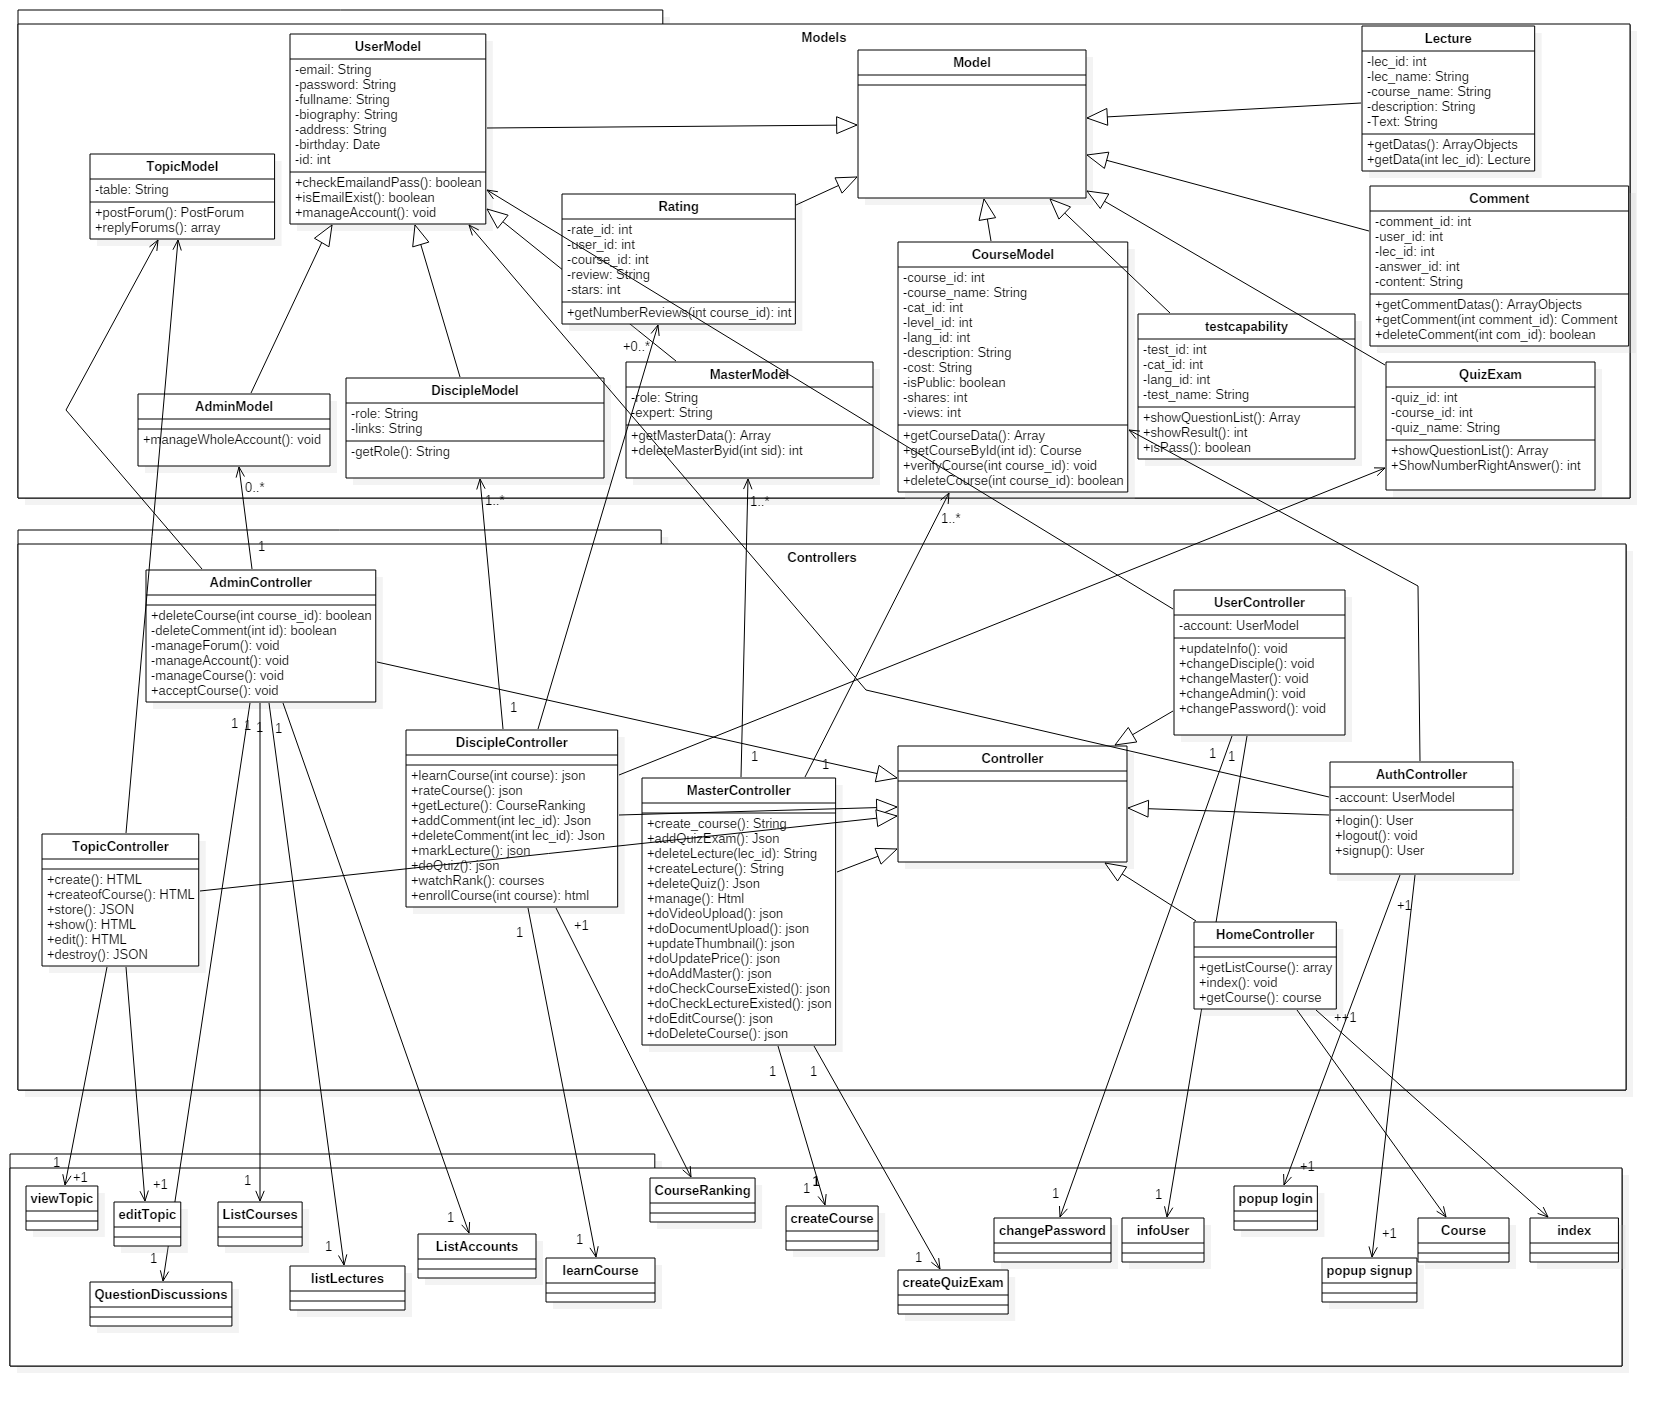 Models
UserModel
-email: String
-password: String
-fullname: String
-biography: String
-address: String
-birthday: Date
-id: int
+checkEmailandPass(): boolean
+isEmailExist(): boolean
+manageAccount(): void
Model
Lecture
-lec_id: int
-lec_name: String
-course_name: String
-description: String
-Text: String
+getDatas(): ArrayObjects
+getData(int lec_id): Lecture
TopicModel
-table: String
+postForum(): PostForum
+replyForums(): array
Rating
-rate_id: int
-user_id: int
-course_id: int
-review: String
-stars: int
+getNumberReviews(int course_id): int
Comment
-comment_id: int
-user_id: int
-lec_id: int
-answer_id: int
-content: String
+getCommentDatas(): ArrayObjects
+getComment(int comment_id): Comment
+deleteComment(int com_id): boolean
CourseModel
-course_id: int
-course_name: String
-cat_id: int
-level_id: int
-lang_id: int
-description: String
-cost: String
-isPublic: boolean
-shares: int
-views: int
+getCourseData(): Array
+getCourseById(int id): Course
+verifyCourse(int course_id): void
+deleteCourse(int course_id): boolean
testcapability
-test_id: int
-cat_id: int
-lang_id: int
-test_name: String
+showQuestionList(): Array
+showResult(): int
+isPass(): boolean
+0..*
AdminModel
+manageWholeAccount(): void
DiscipleModel
-role: String
-links: String
-getRole(): String
MasterModel
-role: String
-expert: String
+getMasterData(): Array
+deleteMasterByid(int sid): int
QuizExam
-quiz_id: int
-course_id: int
-quiz_name: String
+showQuestionList(): Array
+ShowNumberRightAnswer(): int
0..*
1..*
1..*
1..*
1
Controllers
AdminController
+deleteCourse(int course_id): boolean
-deleteComment(int id): boolean
-manageForum(): void
-manageAccount(): void
-manageCourse(): void
+acceptCourse(): void
UserController
-account: UserModel
+updateInfo(): void
+changeDisciple(): void
+changeMaster(): void
+changeAdmin(): void
+changePassword(): void
1
1
1
1
1
1
1
1
1
DiscipleController
+learnCourse(int course): json
+rateCourse(): json
+getLecture(): CourseRanking
+addComment(int lec_id): Json
+deleteComment(int lec_id): Json
+markLecture(): json
+doQuiz(): json
+watchRank(): courses
+enrollCourse(int course): html
Controller
AuthController
-account: UserModel
+login(): User
+logout(): void
+signup(): User
MasterController
+create_course(): String
+addQuizExam(): Json
+deleteLecture(lec_id): String
+createLecture(): String
+deleteQuiz(): Json
+manage(): Html
+doVideoUpload(): json
+doDocumentUpload(): json
+updateThumbnail(): json
+doUpdatePrice(): json
+doAddMaster(): json
+doCheckCourseExisted(): json
+doCheckLectureExisted(): json
+doEditCourse(): json
+doDeleteCourse(): json
TopicController
+create(): HTML
+createofCourse(): HTML
+store(): JSON
+show(): HTML
+edit(): HTML
+destroy(): JSON
+1
1
+1
HomeController
+getListCourse(): array
+index(): void
+getCourse(): course
++1
1
1
1
+1
+1
1
1
1
+1
1
1
viewTopic
editTopic
ListCourses
CourseRanking
createCourse
popup login
1
1
1
1
1
1
+1
ListAccounts
changePassword
infoUser
Course
index
QuestionDiscussions
listLectures
learnCourse
createQuizExam
popup signup